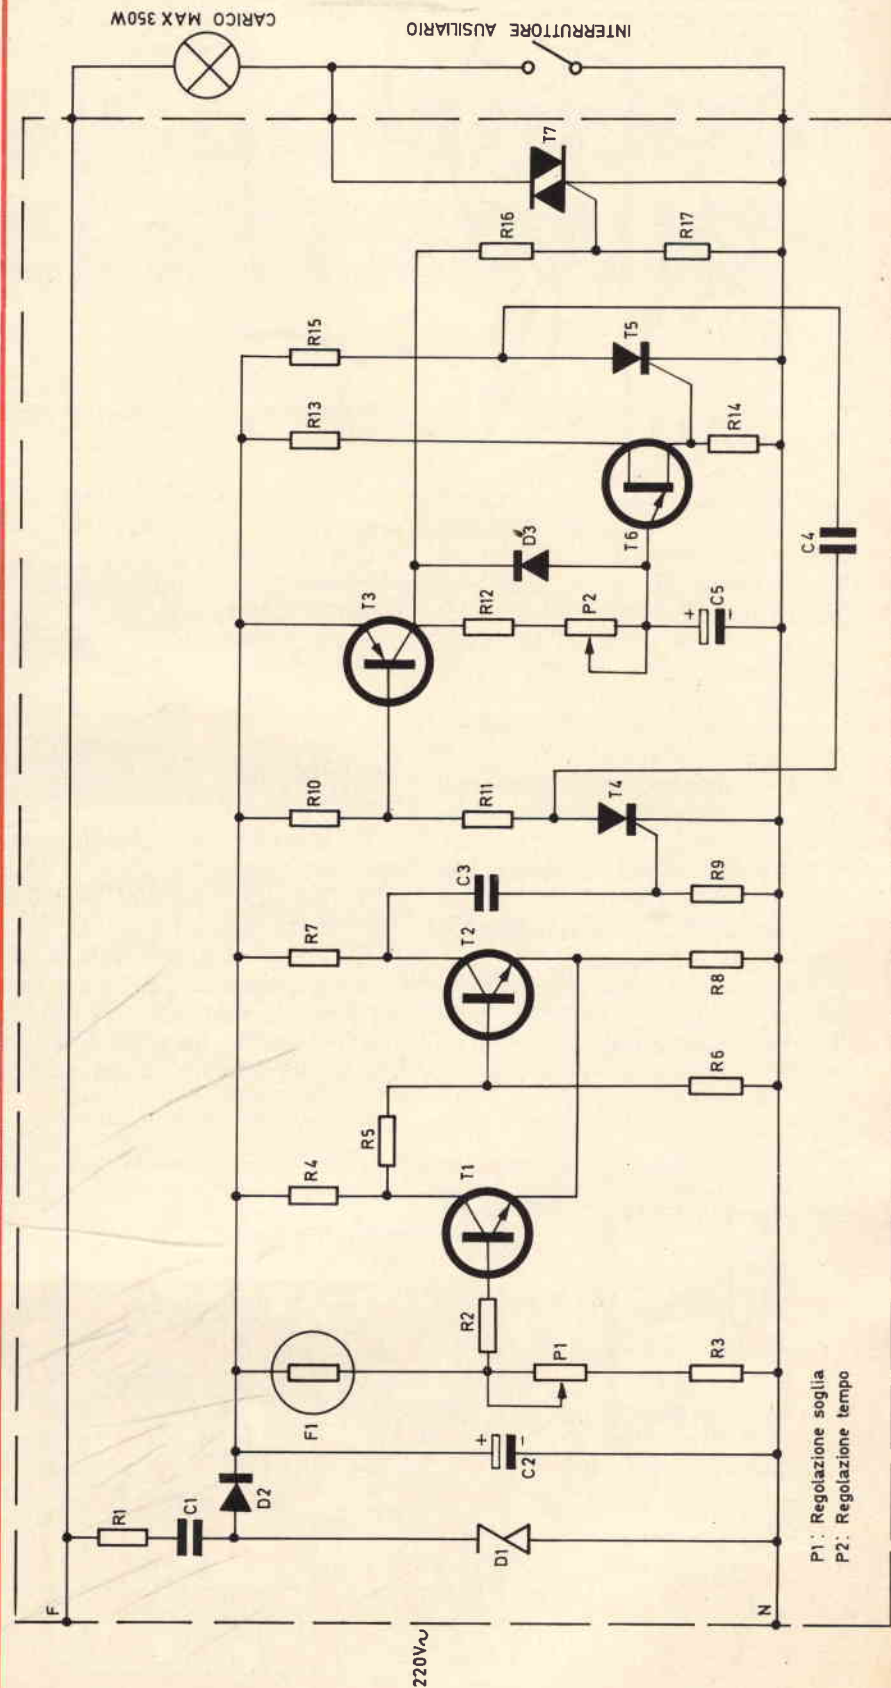 CARICO MAX 350W
INTERRUTTORE AUSILIARIO
T7
R16
R17
R15
T5
R13
R14
D3
T6
C4
T3
R12
P2
C5
+
-
R10
R11
T4
C3
R9
R7
T2
R8
R6
R5
R4
T1
R2
P1
R3
F1
+
-
C2
D2
R1
C1
D1
F
N
220V~
P1: Regolazione soglia
P2: Regolazione tempo